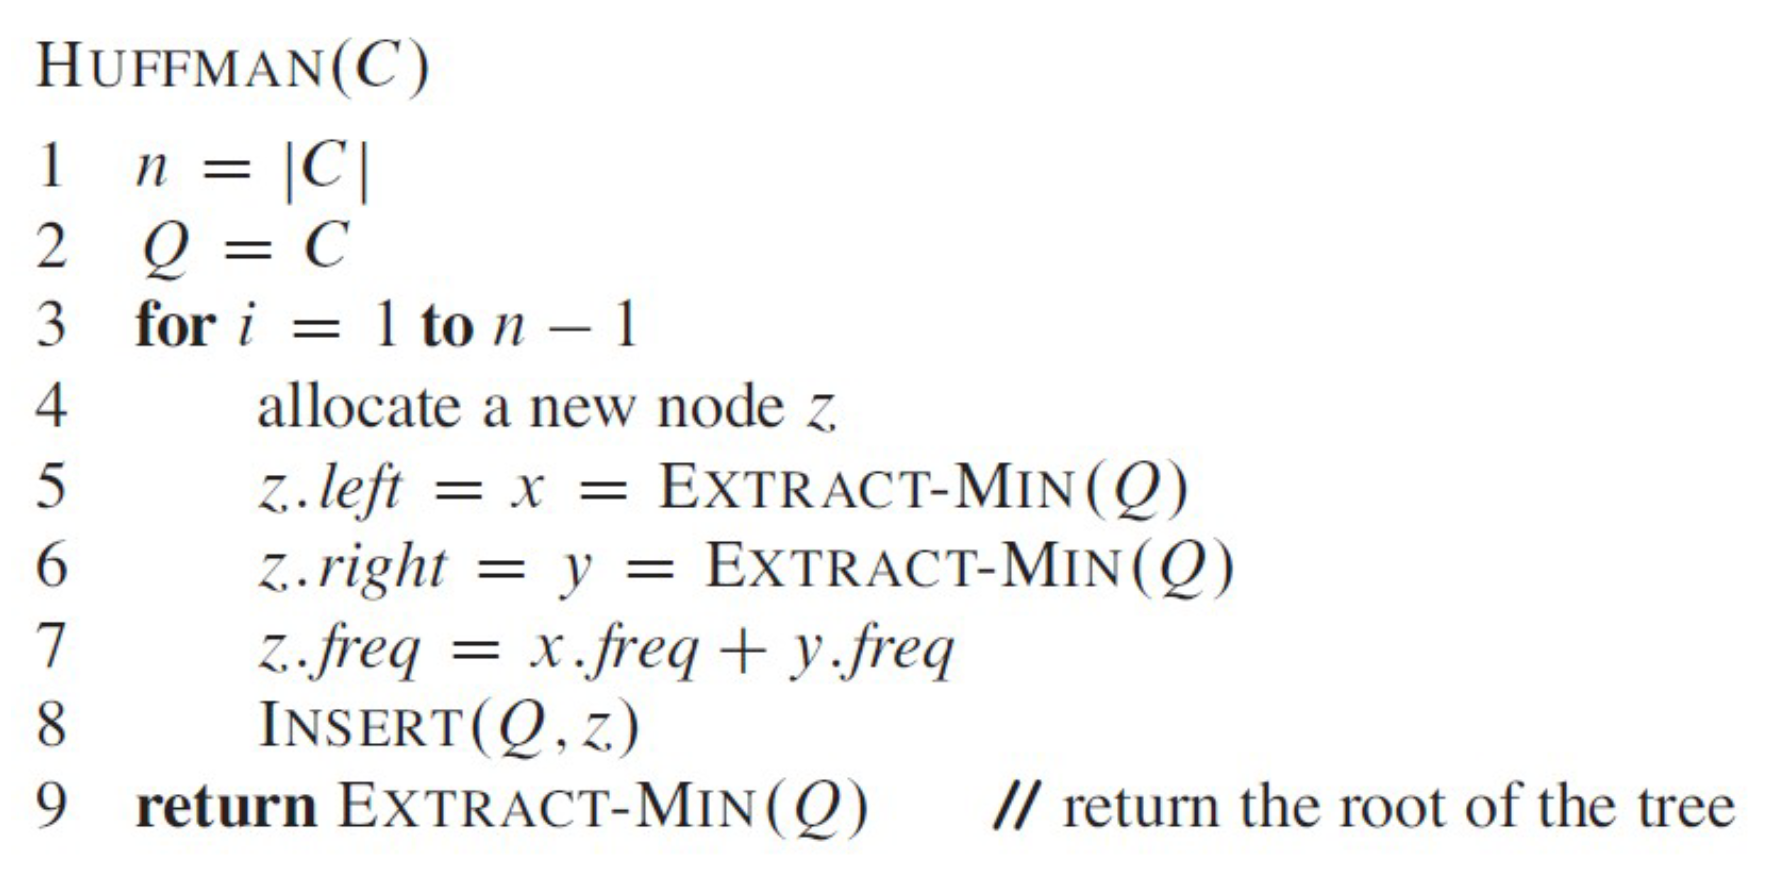 HUFFMAN(C)
1 n = |C|
2 Q = C
3 for i = 1 to n − 1
4 allocate a new node z
5 z.left = x = EXTRACT-MIN(Q)
6 z.right = y = EXTRACT-MIN(Q)
7 z.freq = x.freq + y.freq
8 INSERT(Q, z)
9 return EXTRACT-MIN(Q) // return the root of the tree